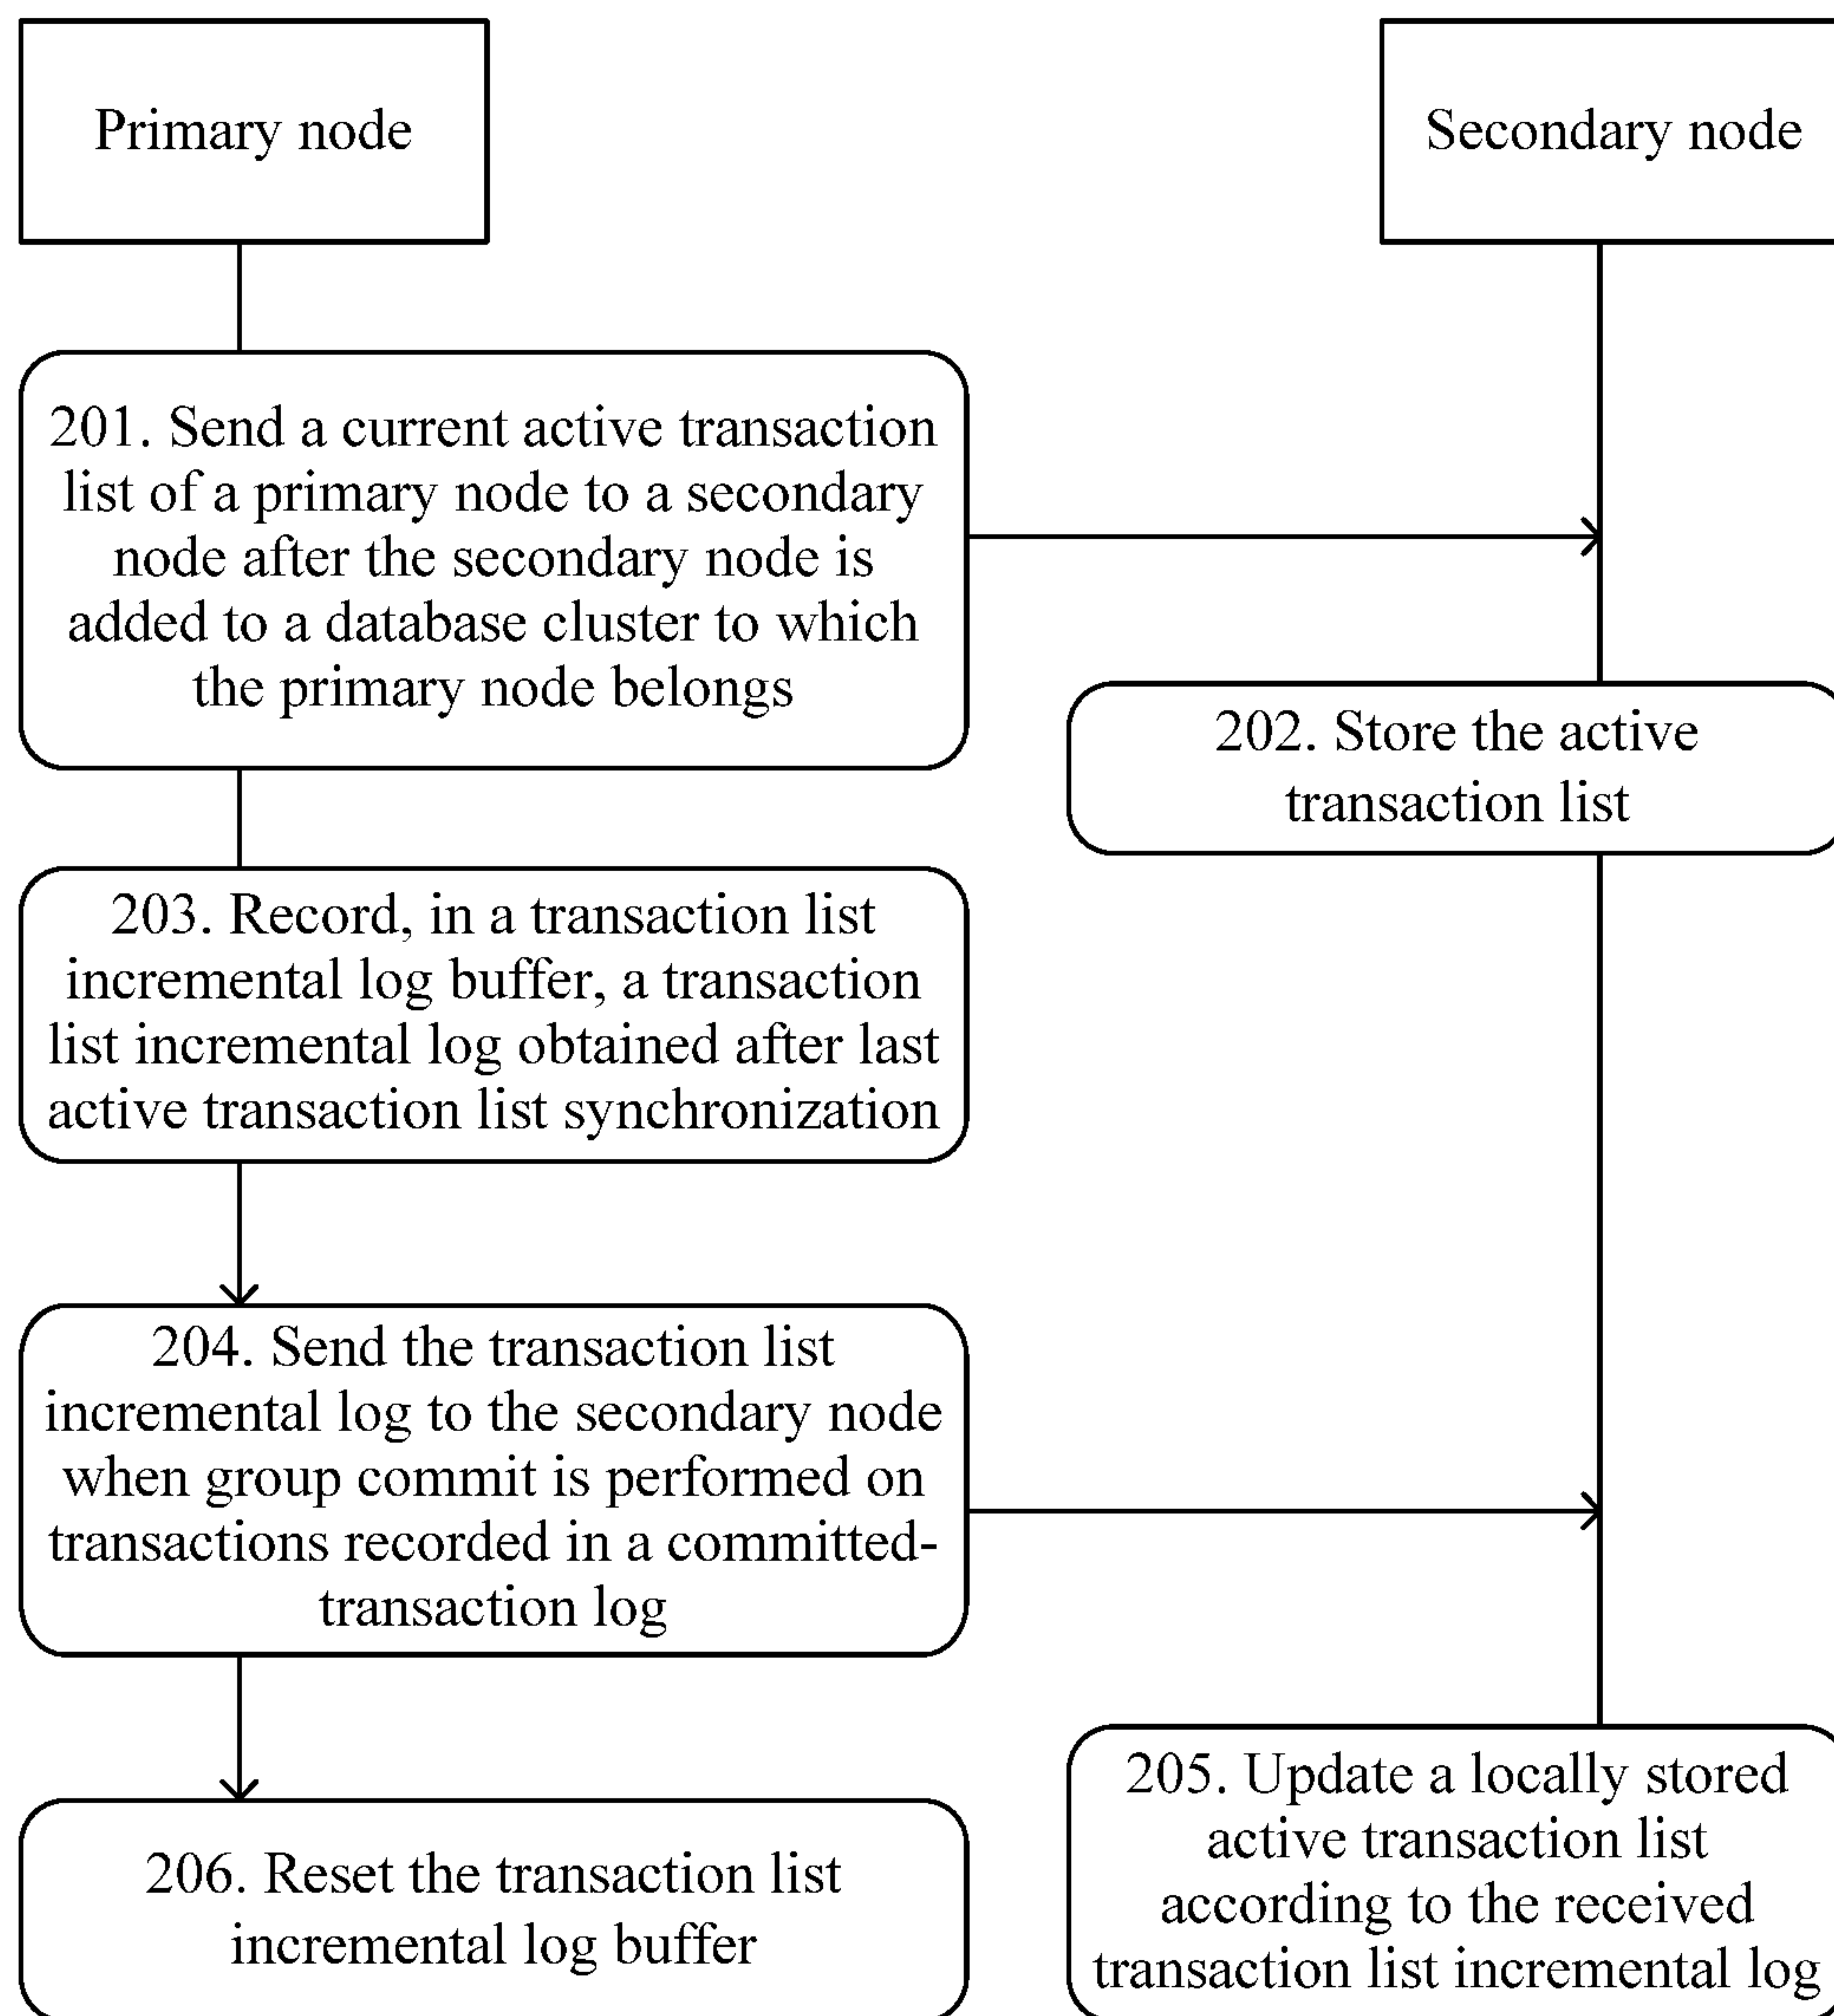 Primary node
Secondary node
201. Send a current active transaction
list of a primary node to a secondary
node after the secondary node is
added to a database cluster to which
the primary node belongs
202. Store the active
transaction list
203. Record, in a transaction list
incremental log buffer, a transaction
list incremental log obtained after last
active transaction list synchronization
204. Send the transaction list
incremental log to the secondary node
when group commit is performed on
transactions recorded in a committed-
transaction log
205. Update a locally stored
active transaction list
according to the received
transaction list incremental log
206. Reset the transaction list
incremental log buffer